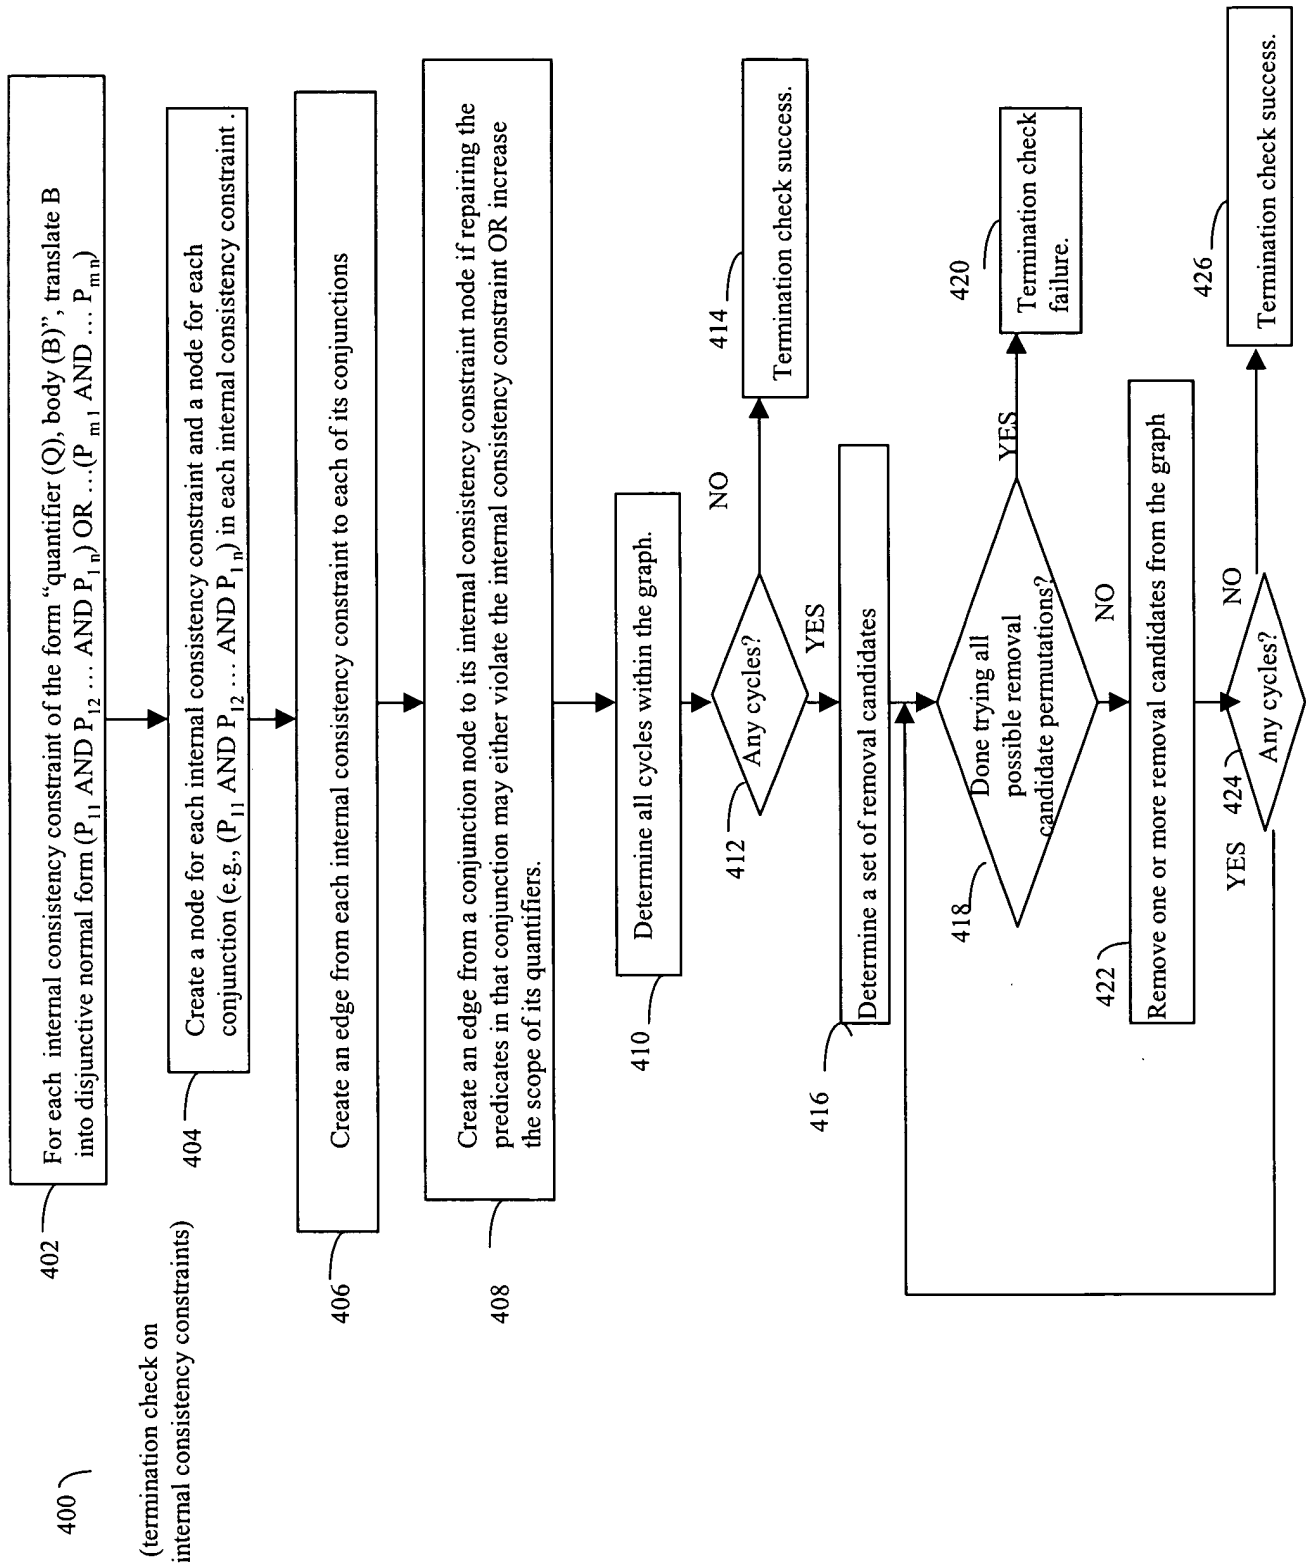 400
(termination check on
internal consistency constraints)
402
For each internal consistency constraint of the form “quantifier (Q), body (B)”, translate B
into disjunctive normal form (P11 AND P12 ... AND P1 n) OR ...(P m 1 AND ... P m n)
404
Create a node for each internal consistency constraint and a node for each
conjunction (e.g., (P11 AND P12 ... AND P1 n) in each internal consistency constraint .
406
Create an edge from each internal consistency constraint to each of its conjunctions
408
Create an edge from a conjunction node to its internal consistency constraint node if repairing the
predicates in that conjunction may either violate the internal consistency constraint OR increase
the scope of its quantifiers.
410
Determine all cycles within the graph.
412
Any cycles?
NO
414
Termination check success.
YES
416
Determine a set of removal candidates
418
Done trying all
possible removal
candidate permutations?
YES
420
Termination check
failure.
NO
422
Remove one or more removal candidates from the graph
YES
424
Any cycles?
NO
426
Termination check success.